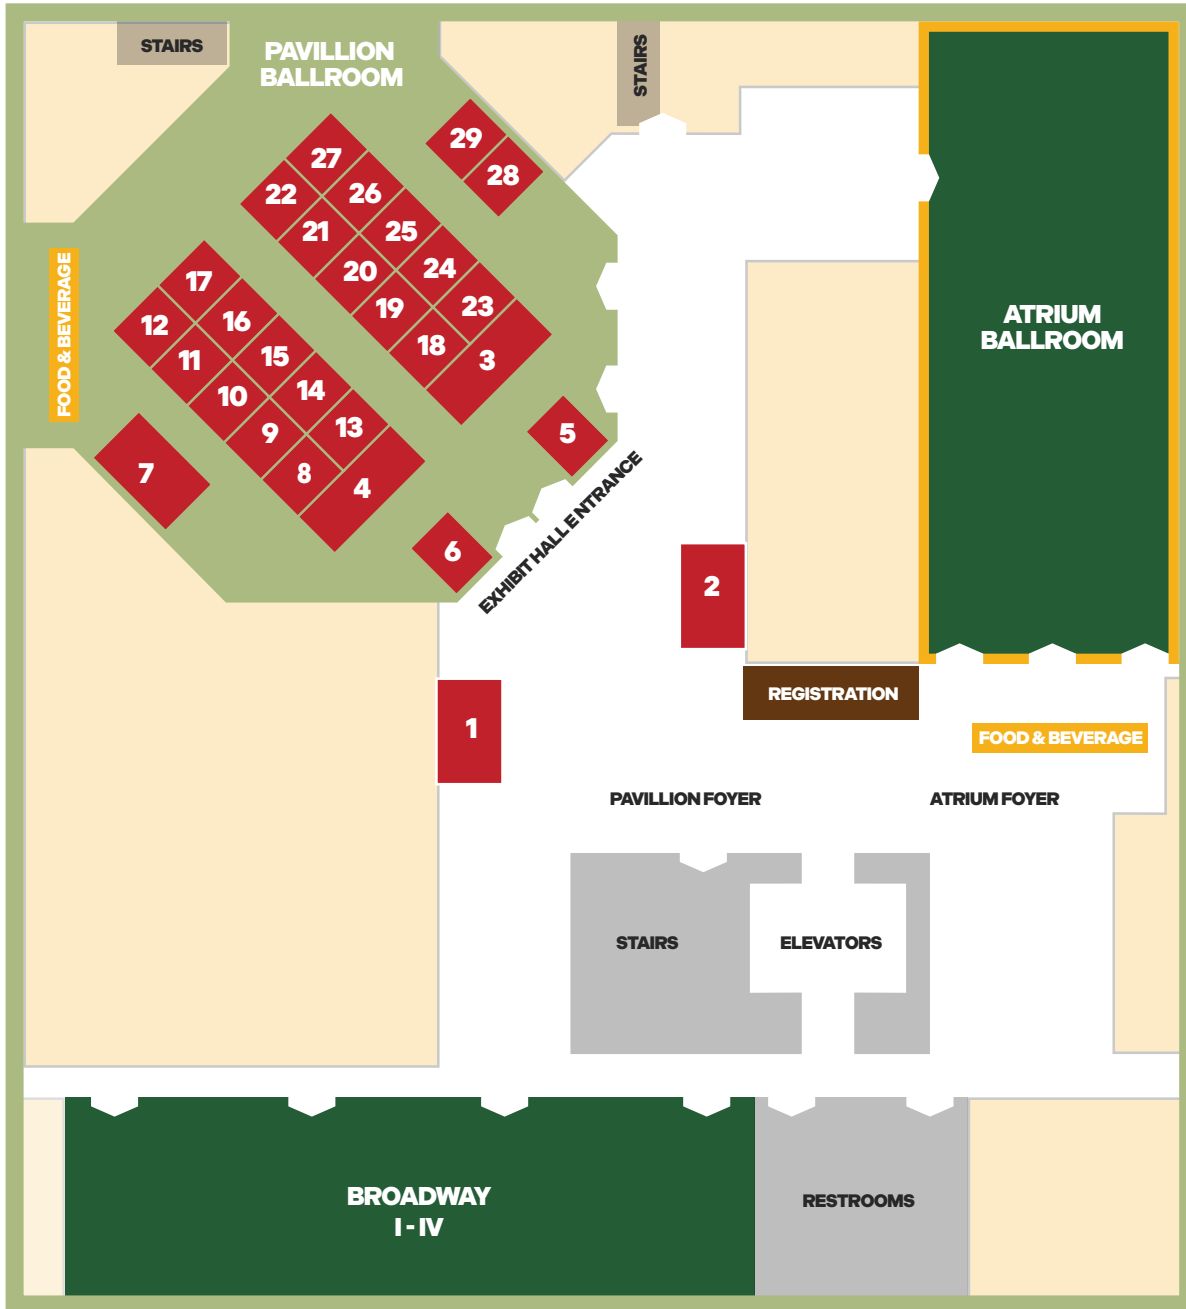 STAIRS
PAVILLION
BALLROOM
STAIRS
29
28
27
22
26
21
25
20
24
19
23
18
3
17
12
16
11
15
10
14
9
13
8
4
7
5
6
FOOD & BEVERAGE
EXHIBIT HALL ENTRANCE
ATRIUM
BALLROOM
2
1
REGISTRATION
FOOD & BEVERAGE
PAVILLION FOYER
ATRIUM FOYER
STAIRS
ELEVATORS
BROADWAY
I - IV
RESTROOMS